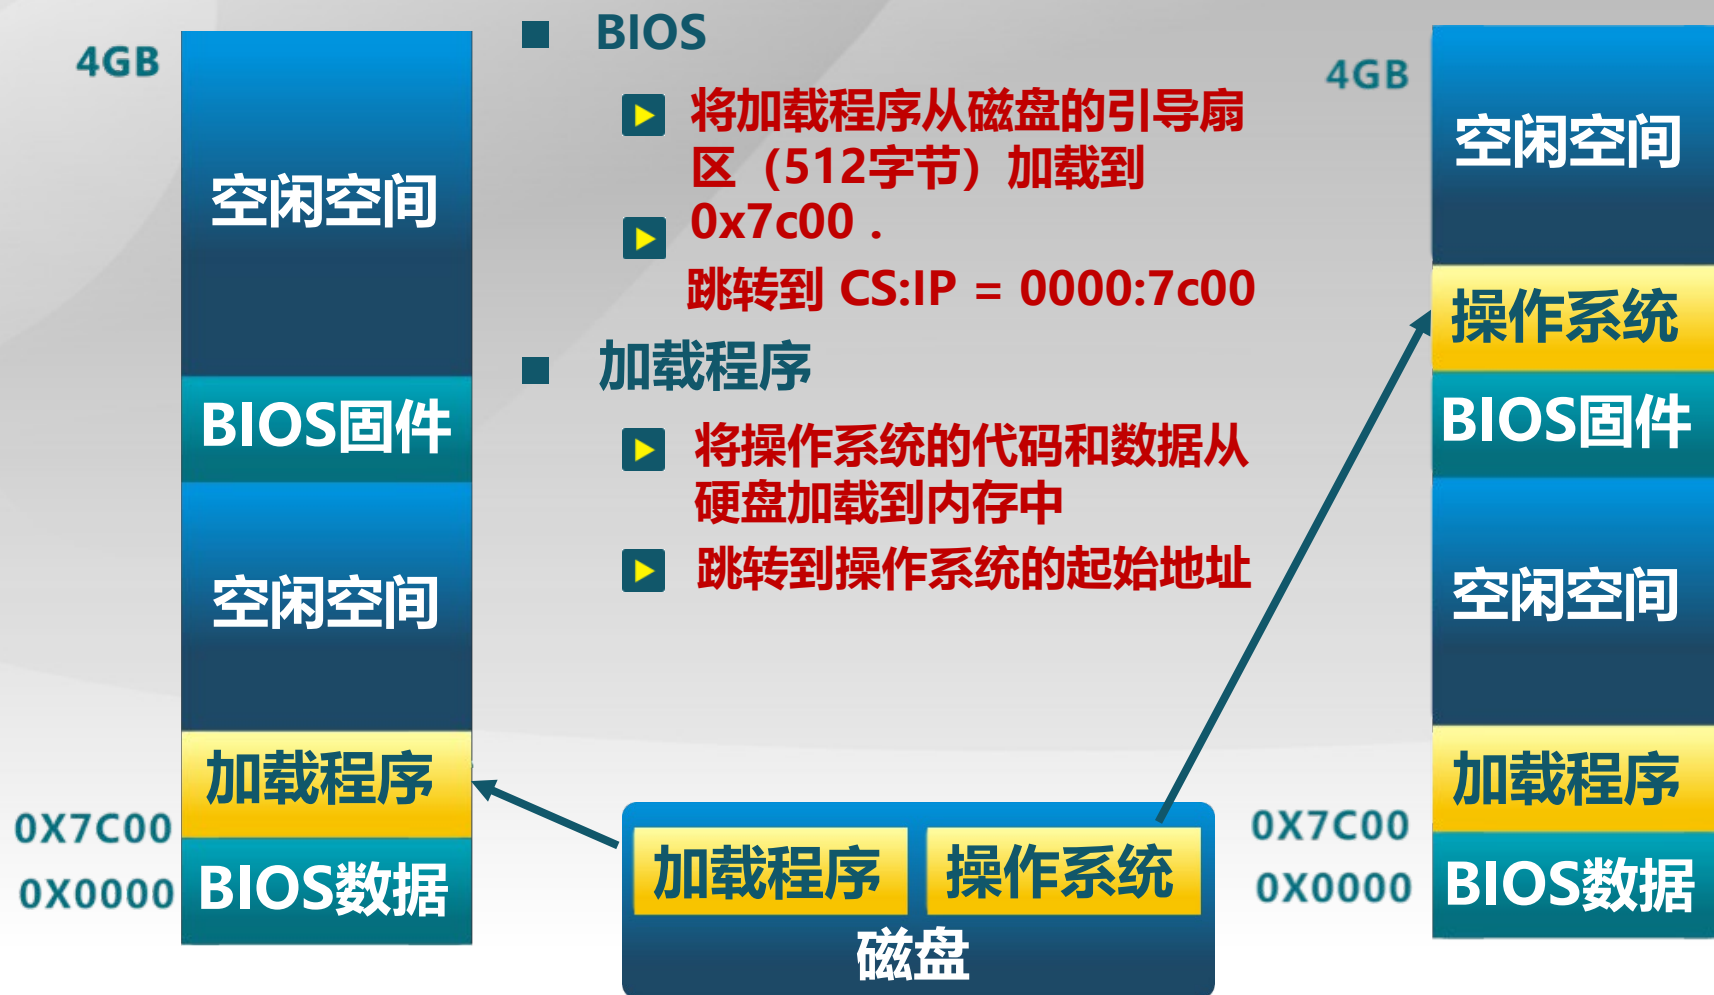 4GB
空闲空间
BIOS固件
空闲空间
加载程序
0X7C00
0X0000
BIOS数据
BIOS
将加载程序从磁盘的引导扇
区（512字节）加载到
0x7c00 .
跳转到 CS:IP = 0000:7c00
加载程序
将操作系统的代码和数据从
硬盘加载到内存中
跳转到操作系统的起始地址
加载程序
操作系统
磁盘
4GB
空闲空间
操作系统
BIOS固件
空闲空间
加载程序
0X7C00
0X0000
BIOS数据